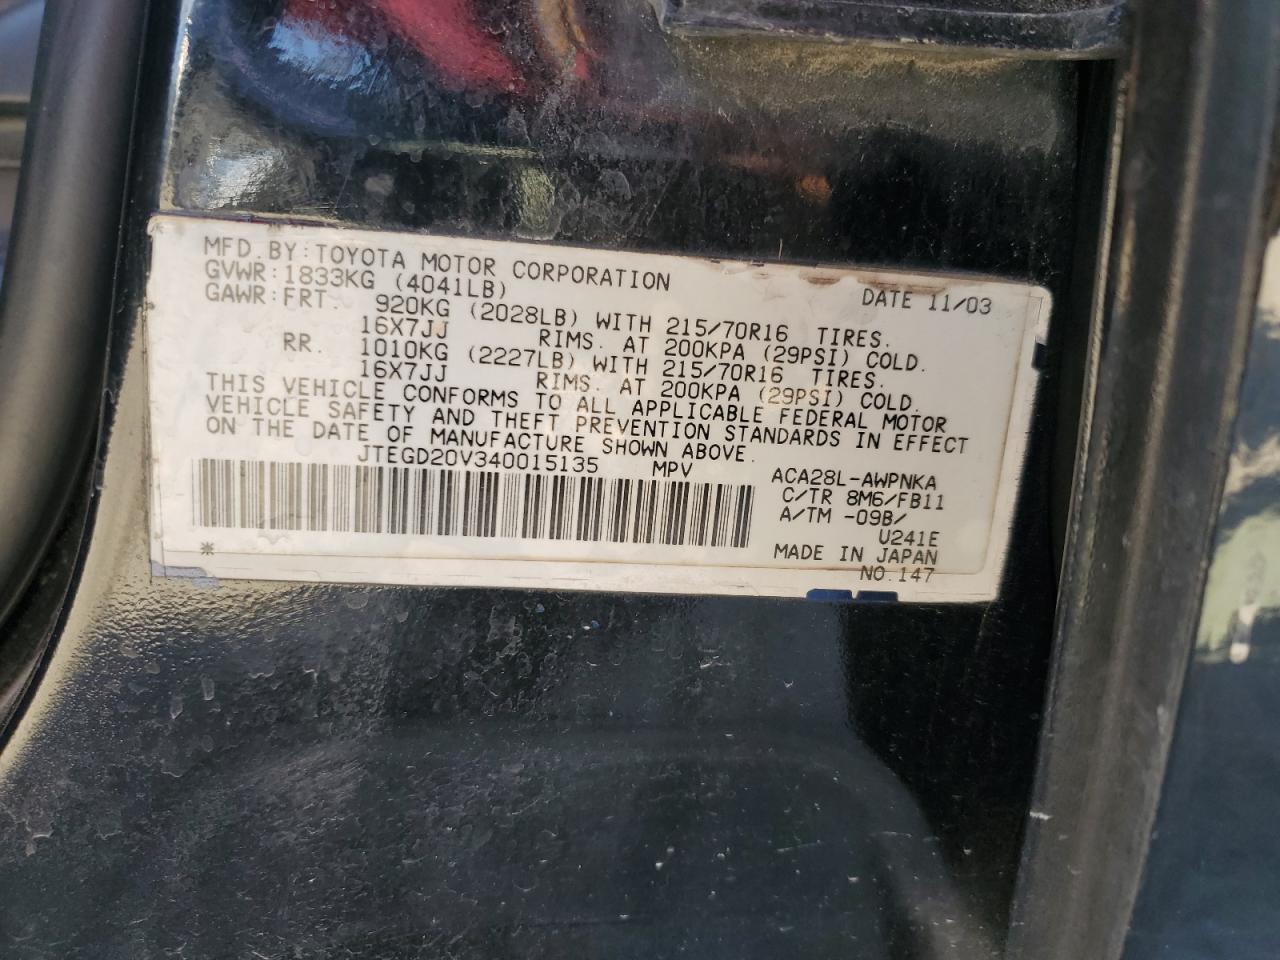 MFD. BY: TOYOTA MOTOR CORPORATION
GVWR: 1833KG (4041LB) DATE 11/03
GAWR: FRT. 920KG (2028LB) WITH 215/70R16 TIRES.
16X7JJ RIMS. AT 200KPA (29PSI) COLD.
RR. 1010KG (2227LB) WITH 215/70R16 TIRES.
16X7JJ RIMS. AT 200KPA (29PSI) COLD.
THIS VEHICLE CONFORMS TO ALL APPLICABLE FEDERAL MOTOR
VEHICLE SAFETY AND THEFT PREVENTION STANDARDS IN EFFECT
ON THE DATE OF MANUFACTURE SHOWN ABOVE.
JTEGD20V340015135 MPV
ACA28L-AWPNKA
C/TR 8M6/FB11
A/TM -09B/
U241E
MADE IN JAPAN
* NO.147